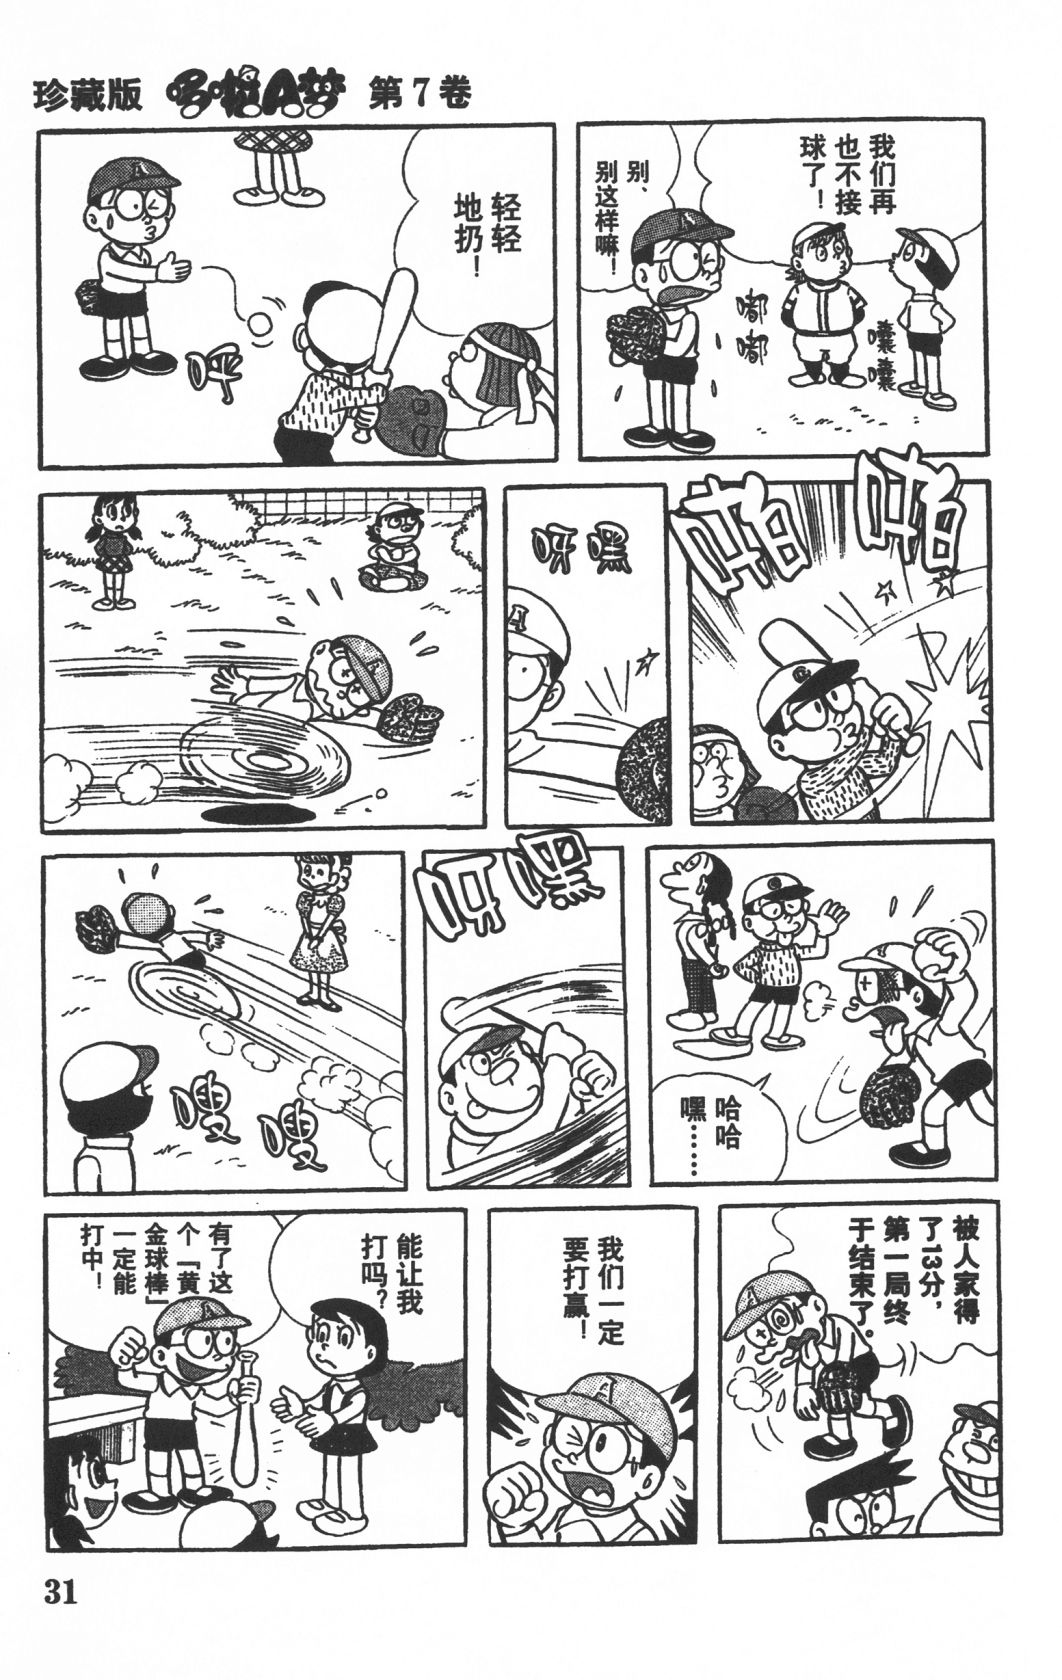 珍藏版 哆啦A梦 第7卷
我们再
也不接
球了！
别、
别这样嘛！
嘟
嘟
囔
囔
轻轻
地扔！
呼
啪
啪
嘿
呀
哈哈
嘿……
嘿
呀
嗖
嗖
被人家得
了13分，
第一局终
于结束了。
我们一定
要打赢！
能让我
打吗？
有了这
个「黄
金球棒」
一定能
打中！
31